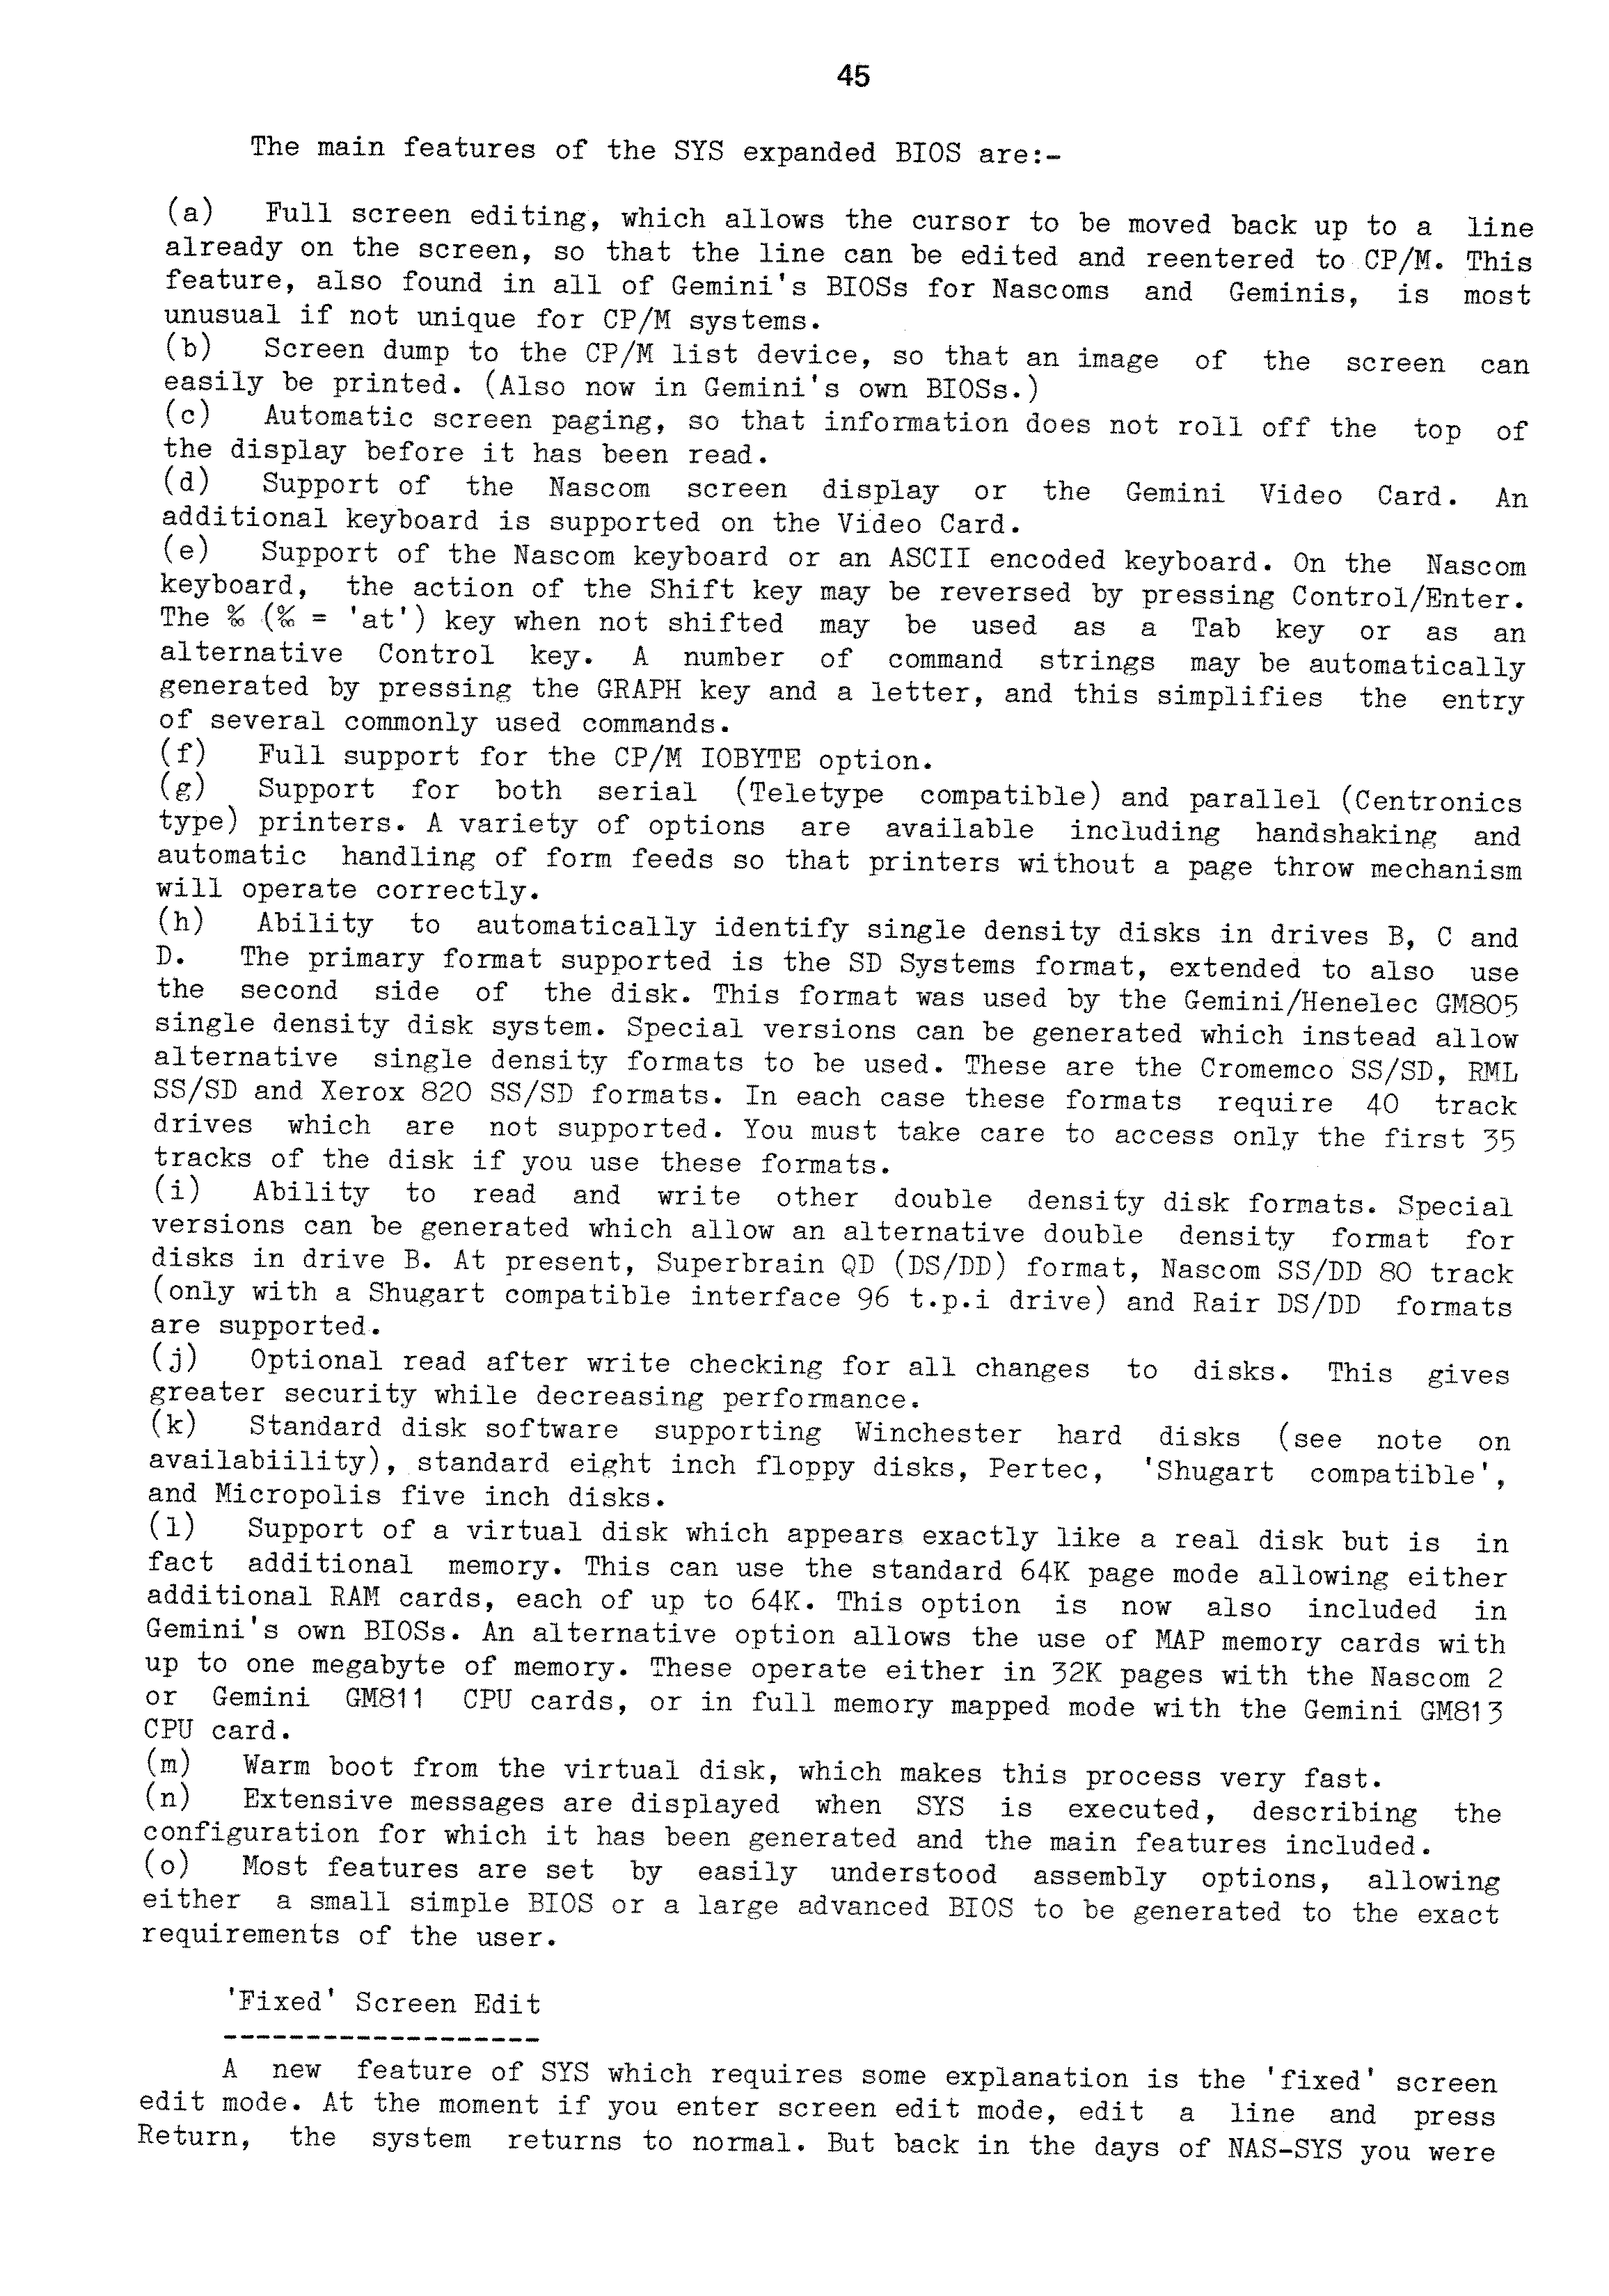 45
The main features of the SYS expanded BIOS are:-
(a) Full screen editing, which allows the cursor to be moved back up to a line
already on the screen, so that the line can be edited and reentered to CP/M. This
feature, also found in all of Gemini's BIOSs for Nascoms and Geminis, is most
unusual if not unique for CP/M systems.
(b) Screen dump to the CP/M list device, so that an image of the screen can
easily be printed. (Also now in Gemini's own BIOSs.)
(c) Automatic screen paging, so that information does not roll off the top of
the display before it has been read.
(d) Support of the Nascom screen display or the Gemini Video Card. An
additional keyboard is supported on the Video Card.
(e) Support of the Nascom keyboard or an ASCII encoded keyboard. On the Nascom
keyboard, the action of the Shift key may be reversed by pressing Control/Enter.
The ‰ (‰ = 'at') key when not shifted may be used as a Tab key or as an
alternative Control key. A number of command strings may be automatically
generated by pressing the GRAPH key and a letter, and this simplifies the entry
of several commonly used commands.
(f) Full support for the CP/M IOBYTE option.
(g) Support for both serial (Teletype compatible) and parallel (Centronics
type) printers. A variety of options are available including handshaking and
automatic handling of form feeds so that printers without a page throw mechanism
will operate correctly.
(h) Ability to automatically identify single density disks in drives B, C and
D. The primary format supported is the SD Systems format, extended to also use
the second side of the disk. This format was used by the Gemini/Henelec GM805
single density disk system. Special versions can be generated which instead allow
alternative single density formats to be used. These are the Cromemco SS/SD, RML
SS/SD and Xerox 820 SS/SD formats. In each case these formats require 40 track
drives which are not supported. You must take care to access only the first 35
tracks of the disk if you use these formats.
(i) Ability to read and write other double density disk formats. Special
versions can be generated which allow an alternative double density format for
disks in drive B. At present, Superbrain QD (DS/DD) format, Nascom SS/DD 80 track
(only with a Shugart compatible interface 96 t.p.i drive) and Rair DS/DD formats
are supported.
(j) Optional read after write checking for all changes to disks. This gives
greater security while decreasing performance.
(k) Standard disk software supporting Winchester hard disks (see note on
availabiility), standard eight inch floppy disks, Pertec, 'Shugart compatible',
and Micropolis five inch disks.
(l) Support of a virtual disk which appears exactly like a real disk but is in
fact additional memory. This can use the standard 64K page mode allowing either
additional RAM cards, each of up to 64K. This option is now also included in
Gemini's own BIOSs. An alternative option allows the use of MAP memory cards with
up to one megabyte of memory. These operate either in 32K pages with the Nascom 2
or Gemini GM811 CPU cards, or in full memory mapped mode with the Gemini GM813
CPU card.
(m) Warm boot from the virtual disk, which makes this process very fast.
(n) Extensive messages are displayed when SYS is executed, describing the
configuration for which it has been generated and the main features included.
(o) Most features are set by easily understood assembly options, allowing
either a small simple BIOS or a large advanced BIOS to be generated to the exact
requirements of the user.
'Fixed' Screen Edit
-------------------
A new feature of SYS which requires some explanation is the 'fixed' screen
edit mode. At the moment if you enter screen edit mode, edit a line and press
Return, the system returns to normal. But back in the days of NAS-SYS you were